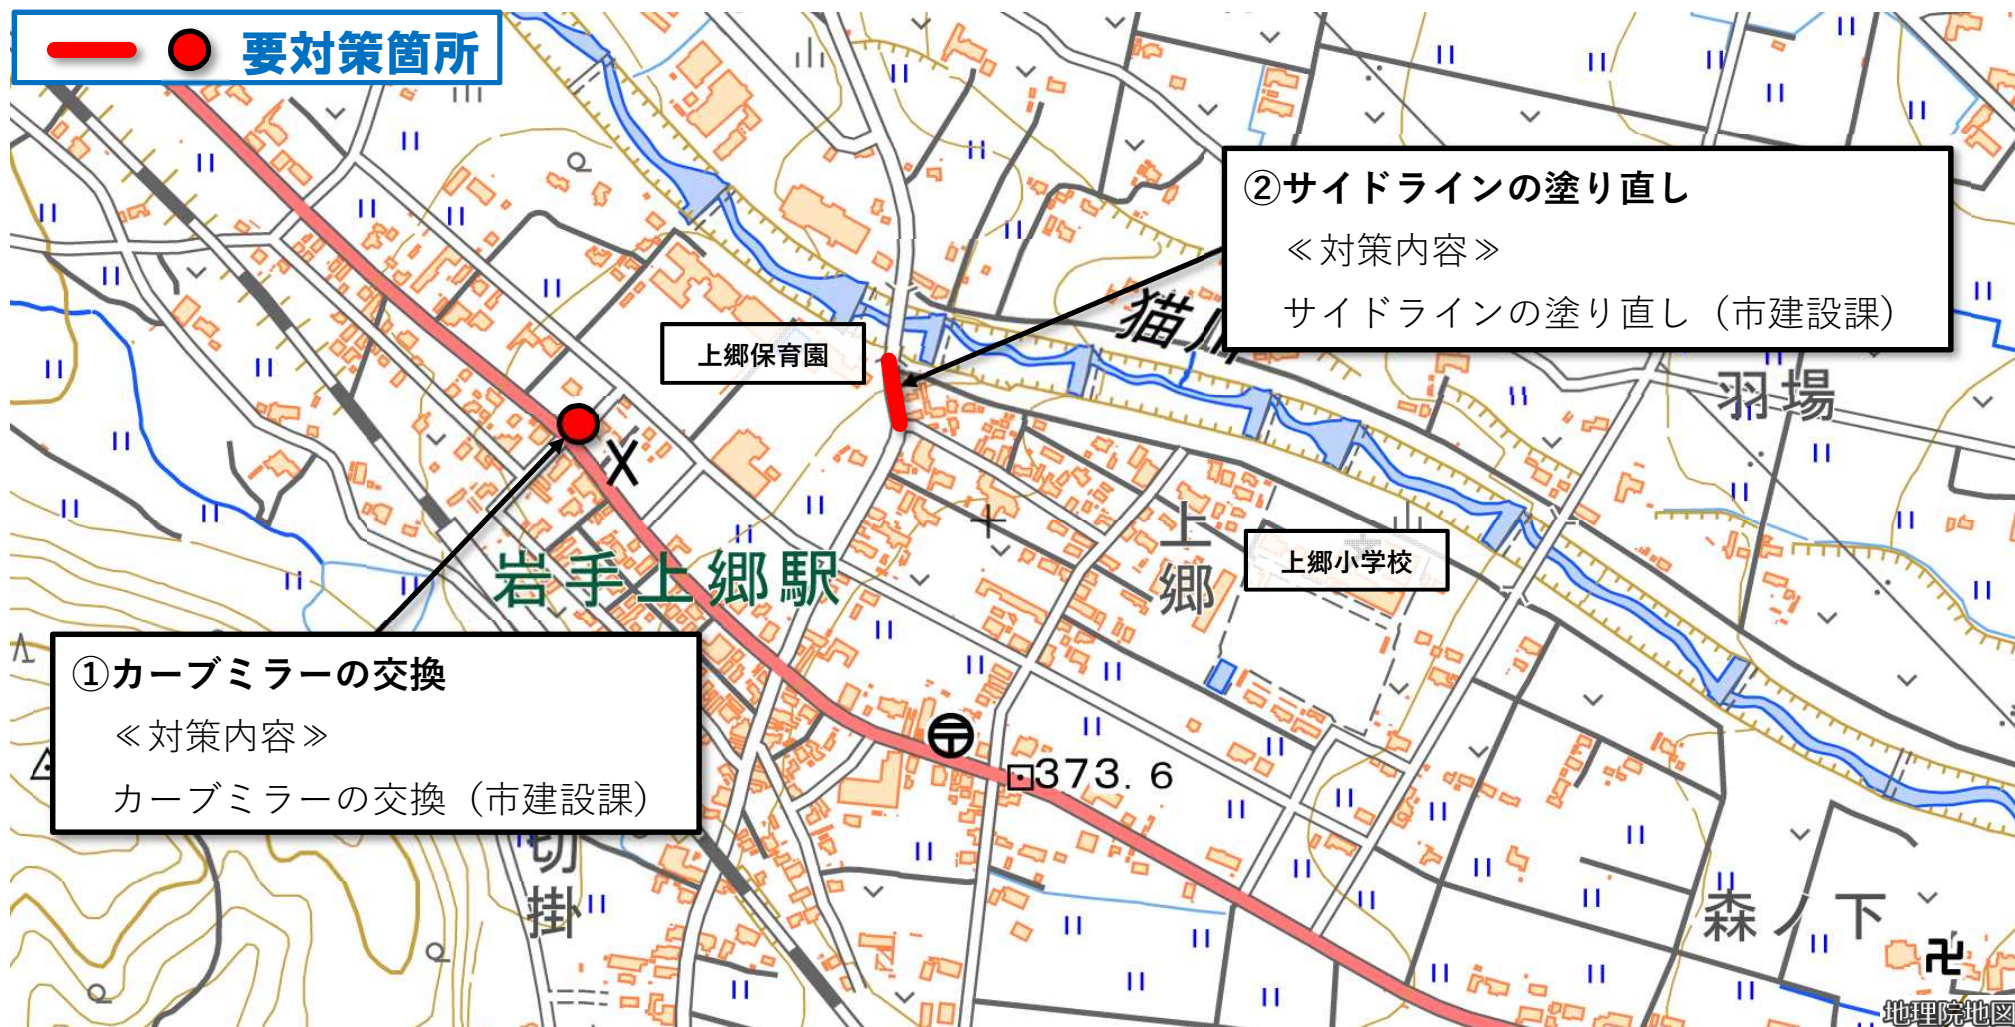 要対策箇所
②サイドラインの塗り直し
≪対策内容≫
サイドラインの塗り直し（市建設課）
猫川
上郷保育園
羽場
上郷
上郷小学校
岩手上郷駅
①カーブミラーの交換
≪対策内容≫
カーブミラーの交換（市建設課）
373.6
切掛
森ノ下
地理院地図